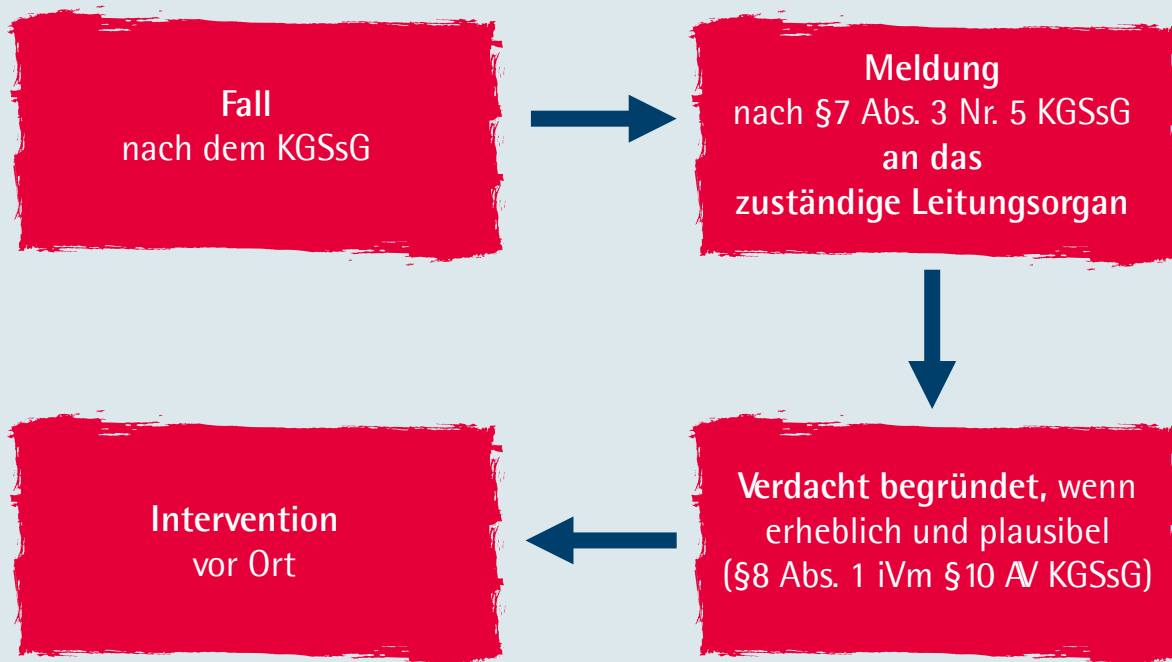 Fall
nach dem KGSsG
Meldung
nach §7 Abs. 3 Nr. 5 KGSsG
an das
zuständige Leitungsorgan
Verdacht begründet, wenn
erheblich und plausibel
(§8 Abs. 1 iVm §10 AV KGSsG)
Intervention
vor Ort